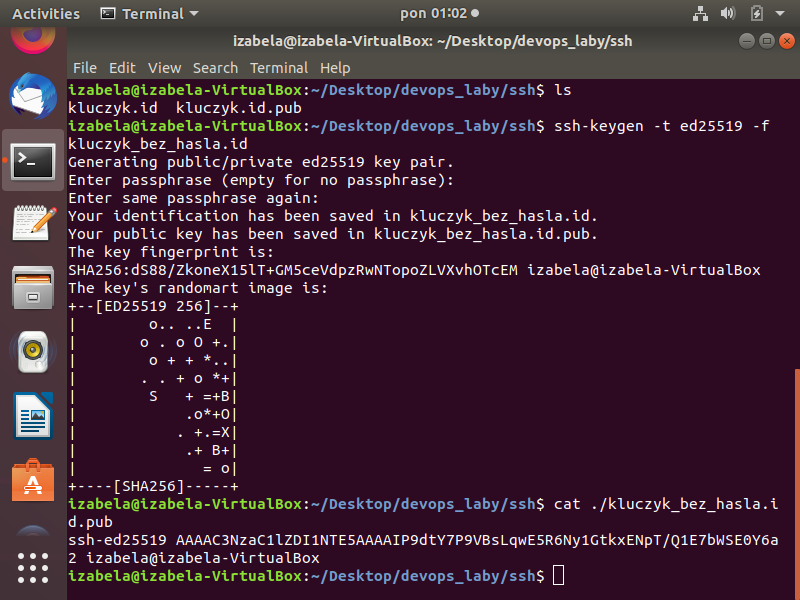 Activities Terminal pon 01:02
izabela@izabela-VirtualBox: ~/Desktop/devops_laby/ssh
File Edit View Search Terminal Help
izabela@izabela-VirtualBox:~/Desktop/devops_laby/ssh$ ls
kluczyk.id  kluczyk.id.pub
izabela@izabela-VirtualBox:~/Desktop/devops_laby/ssh$ ssh-keygen -t ed25519 -f
kluczyk_bez_hasla.id
Generating public/private ed25519 key pair.
Enter passphrase (empty for no passphrase):
Enter same passphrase again:
Your identification has been saved in kluczyk_bez_hasla.id.
Your public key has been saved in kluczyk_bez_hasla.id.pub.
The key fingerprint is:
SHA256:dS88/ZkoneX15lT+GM5ceVdpzRwNTopoZLVXvhOTcEM izabela@izabela-VirtualBox
The key's randomart image is:
+--[ED25519 256]--+
|        o.. ..E  |
|       o . o O +.|
|        o + + *..|
|       . . + o *+|
|        S   + =+B|
|            .o*+O|
|           . +.=X|
|            .+ B+|
|              = o|
+----[SHA256]-----+
izabela@izabela-VirtualBox:~/Desktop/devops_laby/ssh$ cat ./kluczyk_bez_hasla.i
d.pub
ssh-ed25519 AAAAC3NzaC1lZDI1NTE5AAAAIP9dtY7P9VBsLqwE5R6Ny1GtkxENpT/Q1E7bWSE0Y6a
2 izabela@izabela-VirtualBox
izabela@izabela-VirtualBox:~/Desktop/devops_laby/ssh$